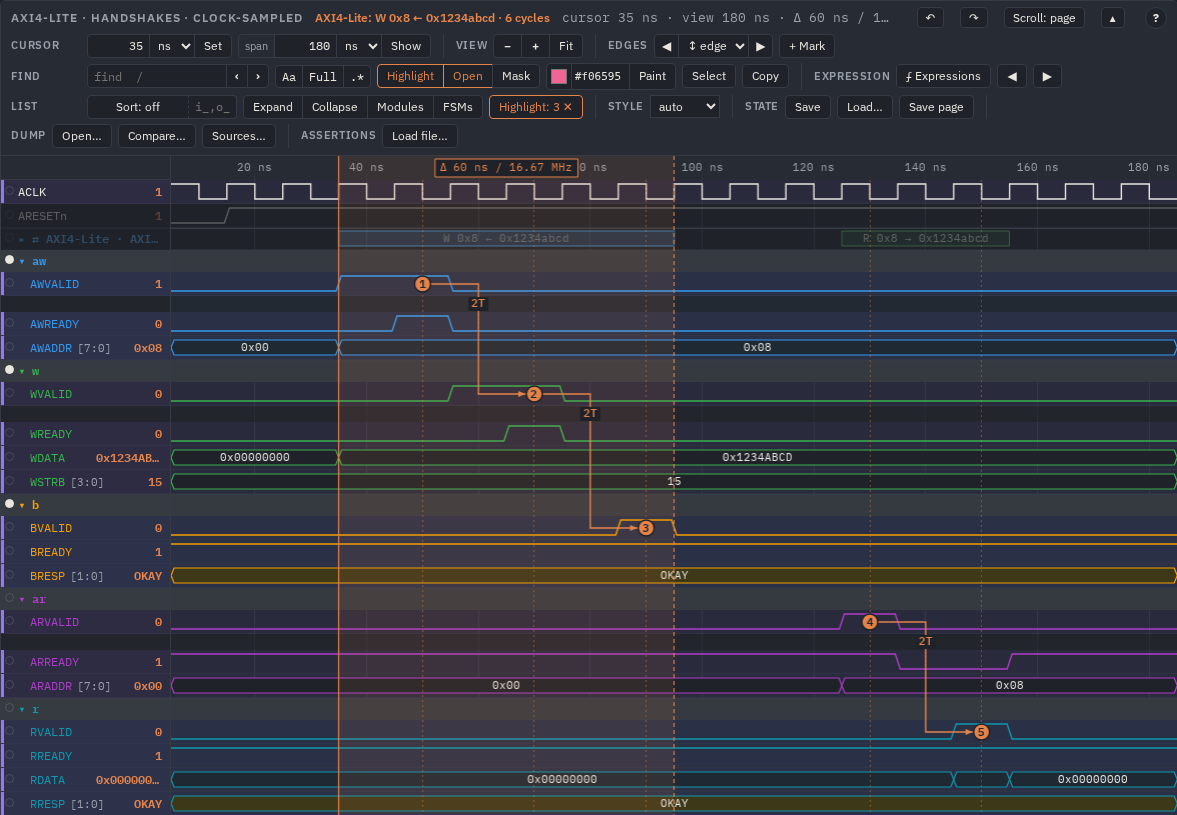 AXI4-LITE · HANDSHAKES · CLOCK-SAMPLED AXI4-Lite: W 0x8 ← 0x1234abcd · 6 cycles cursor 35 ns · view 180 ns · Δ 60 ns / 1… ↶ ↷ Scroll: page ▲ ?
CURSOR 35 ns Set span 180 ns Show VIEW − + Fit EDGES ◀ ↕ edge ▶ + Mark
FIND find / ‹ › Aa Full .* Highlight Open Mask #f06595 Paint Select Copy EXPRESSION ⨍ Expressions ◀ ▶
LIST Sort: off i_,o_ Expand Collapse Modules FSMs Highlight: 3 ✕ STYLE auto STATE Save Load… Save page
DUMP Open… Compare… Sources… ASSERTIONS Load file…
20 ns 40 ns Δ 60 ns / 16.67 MHz 0 ns 100 ns 120 ns 140 ns 160 ns 180 ns
ACLK 1
ARESETn 1
▸ ⇄ AXI4-Lite · AXI… W 0x8 ← 0x1234abcd R 0x8 → 0x1234abcd
▾ aw
AWVALID 1 1
2T
AWREADY 0
AWADDR [7:0] 0x08 0x00 0x08
▾ w
WVALID 0 2
2T
WREADY 0
WDATA 0x1234AB… 0x00000000 0x1234ABCD
WSTRB [3:0] 15 15
▾ b
BVALID 0 3
BREADY 1
BRESP [1:0] OKAY OKAY
▾ ar
ARVALID 0 4
2T
ARREADY 1
ARADDR [7:0] 0x00 0x00 0x08
▾ r
RVALID 0 5
RREADY 1
RDATA 0x000000… 0x00000000 0x00000000
RRESP [1:0] OKAY OKAY